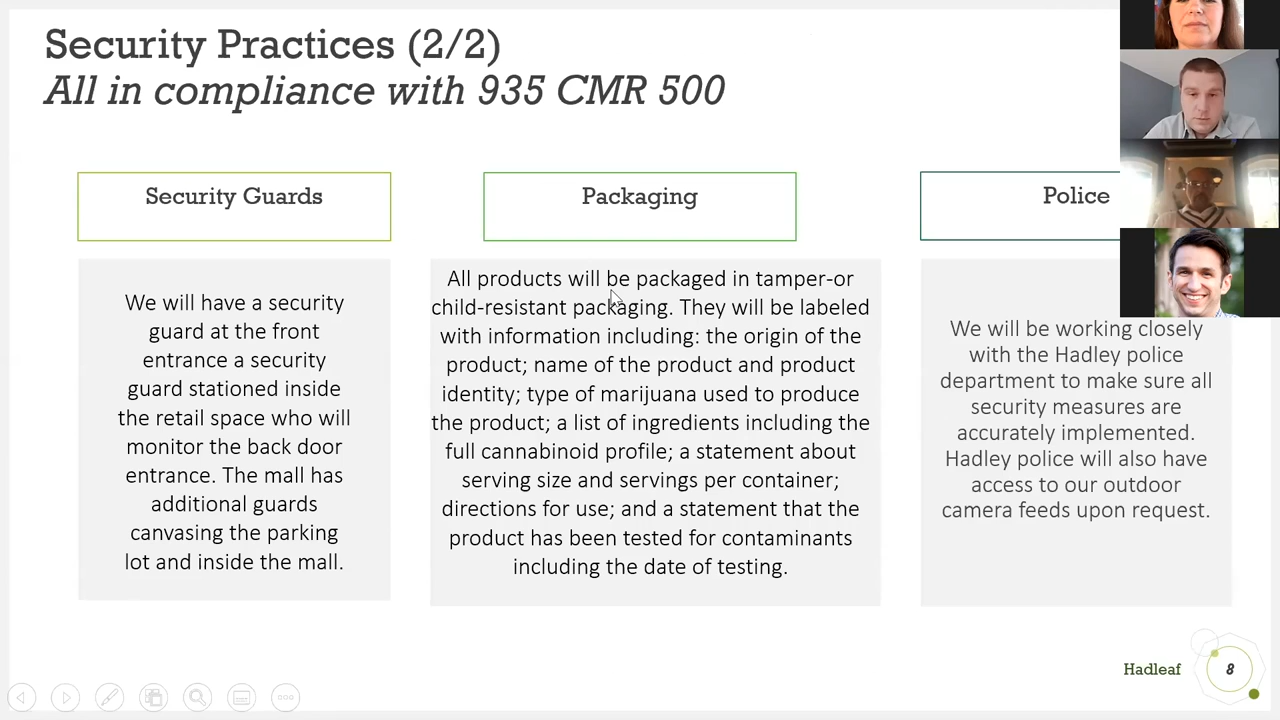 Security Practices (2/2)
All in compliance with 935 CMR 500
Security Guards
We will have a security
guard at the front
entrance a security
guard stationed inside
the retail space who will
monitor the back door
entrance. The mall has
additional guards
canvasing the parking
lot and inside the mall.
Packaging
All products will be packaged in tamper-or
child-resistant packaging. They will be labeled
with information including: the origin of the
product; name of the product and product
identity; type of marijuana used to produce
the product; a list of ingredients including the
full cannabinoid profile; a statement about
serving size and servings per container;
directions for use; and a statement that the
product has been tested for contaminants
including the date of testing.
Police
We will be working closely
with the Hadley police
department to make sure all
security measures are
accurately implemented.
Hadley police will also have
access to our outdoor
camera feeds upon request.
Hadleaf
8